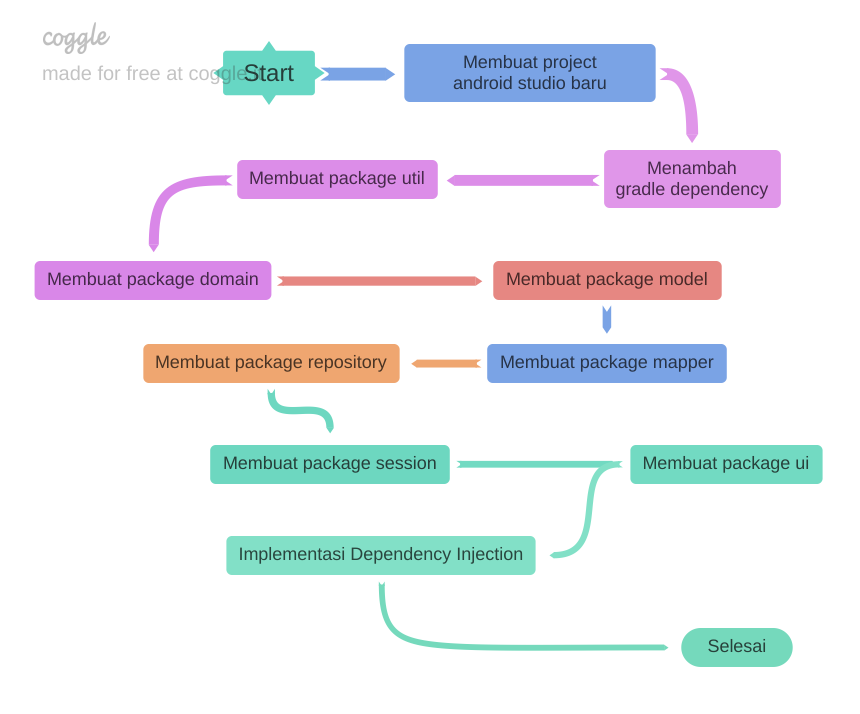 coggle
made for free at coggle.it
Start
Membuat project
android studio baru
Menambah
gradle dependency
Membuat package util
Membuat package domain
Membuat package model
Membuat package mapper
Membuat package repository
Membuat package session
Membuat package ui
Implementasi Dependency Injection
Selesai